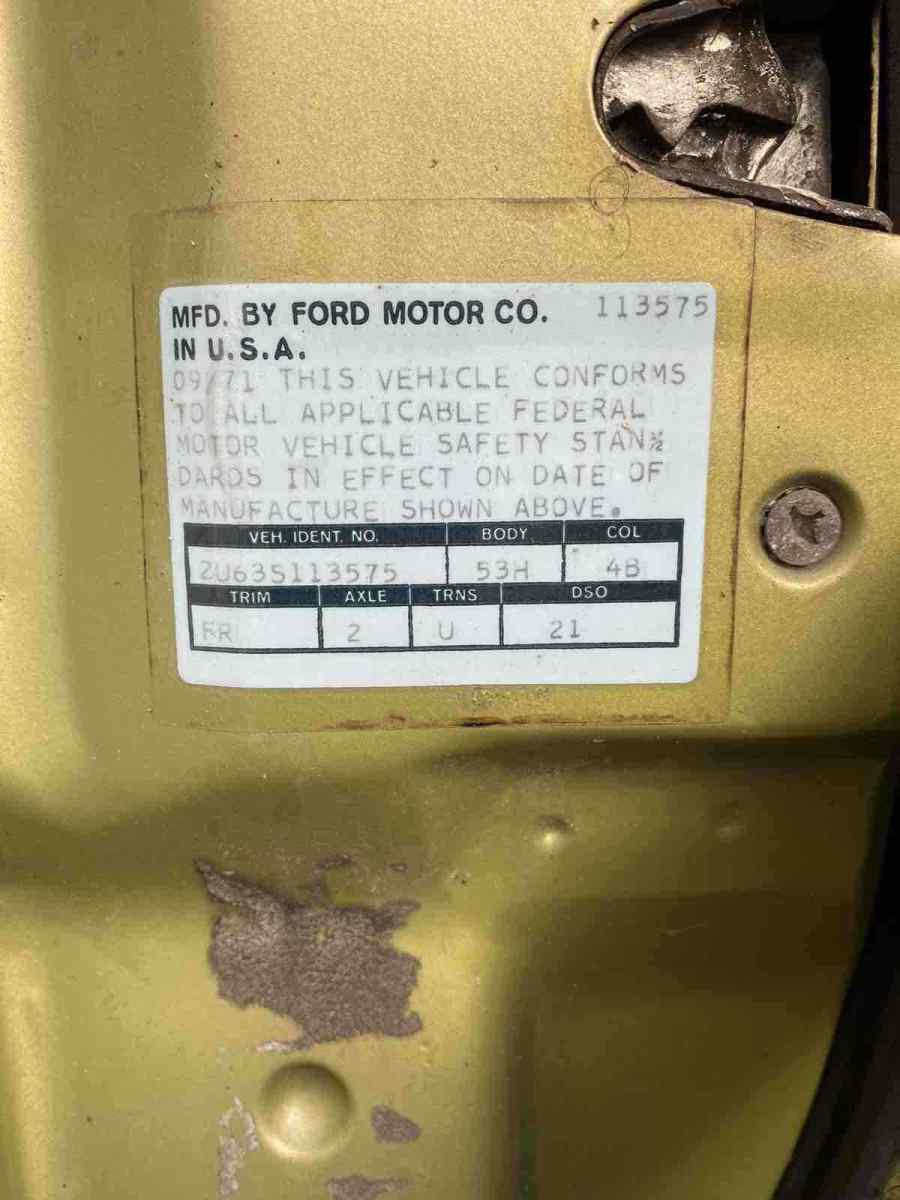 MFD. BY FORD MOTOR CO. 113575
IN U.S.A.
09/71 THIS VEHICLE CONFORMS
TO ALL APPLICABLE FEDERAL
MOTOR VEHICLE SAFETY STAN½
DARDS IN EFFECT ON DATE OF
MANUFACTURE SHOWN ABOVE.
VEH. IDENT. NO. BODY COL
2U63S113575 53H 4B
TRIM AXLE TRNS DSO
FR 2 U 21